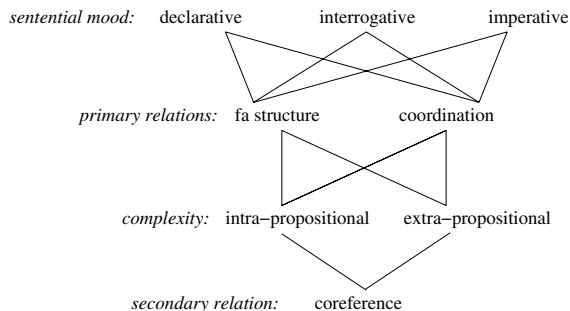 sentential mood: declarative interrogative imperative
primary relations: fa structure coordination
complexity: intra−propositional extra−propositional
secondary relation: coreference